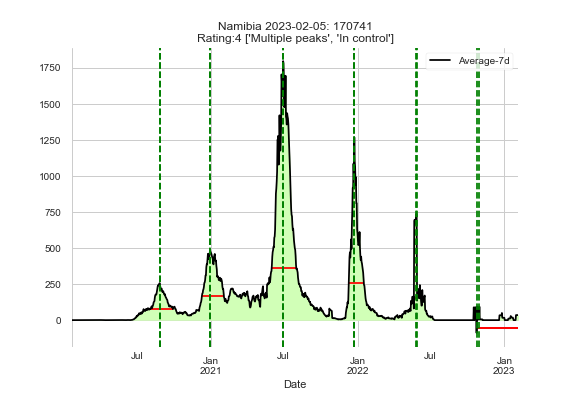 Namibia 2023-02-05: 170741
Rating:4 ['Multiple peaks', 'In control']
Average-7d
1750
1500
1250
1000
750
500
250
0
Jul
Jan
2021
Jul
Jan
2022
Jul
Jan
2023
Date